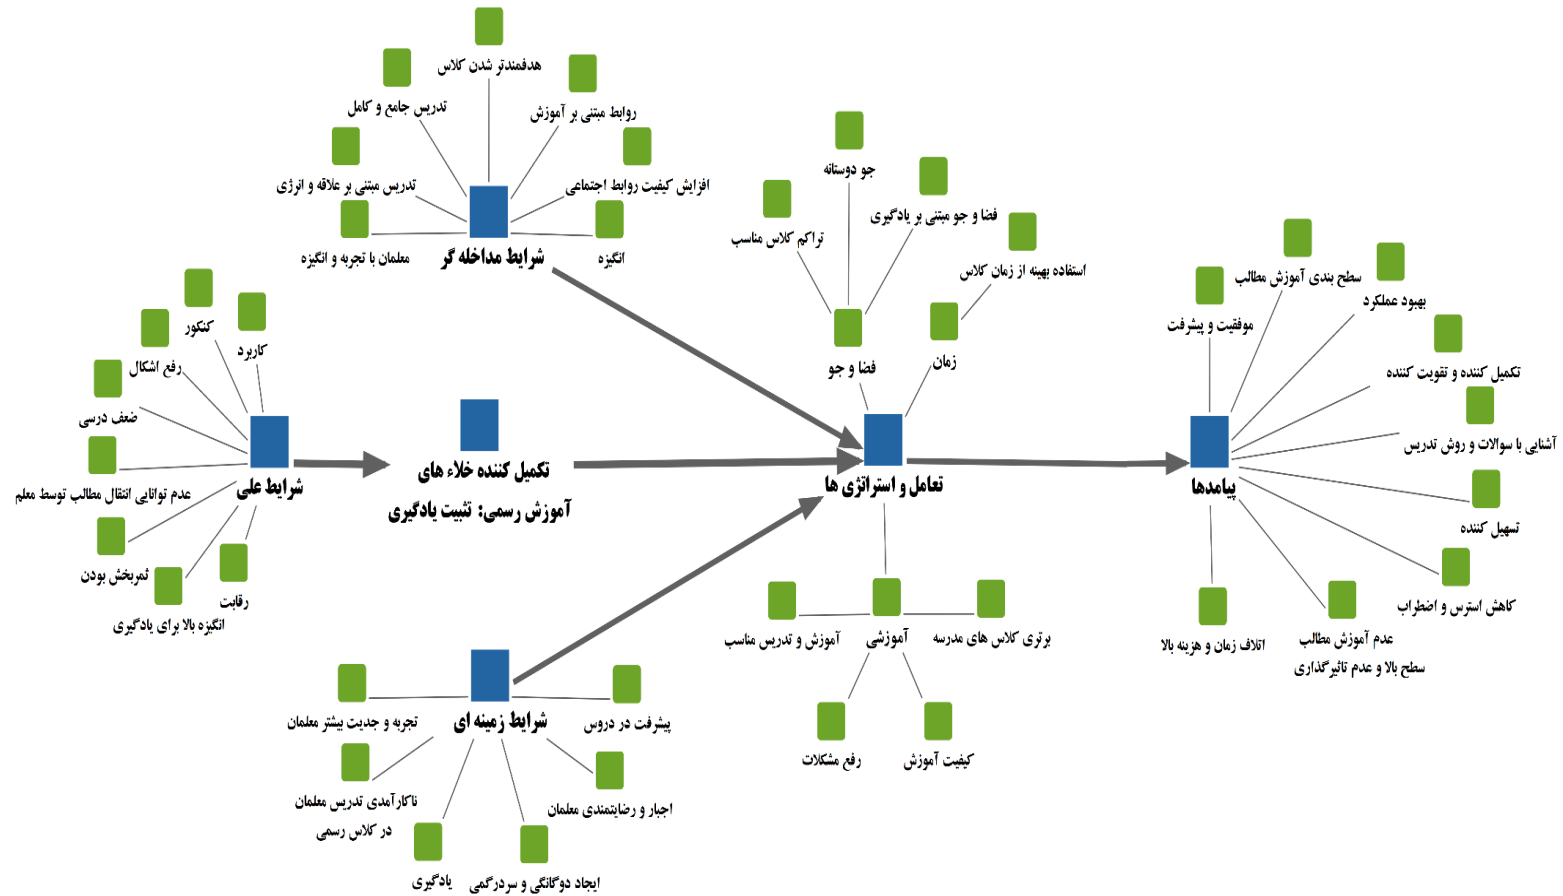 هدفمندتر شدن کلاس
تدریس جامع و کامل
روابط مبتنی بر آموزش
تدریس مبتنی بر علاقه و انرژی
افزایش کیفیت روابط اجتماعی
معلمان با تجربه و انگیزه
انگیزه
شرایط مداخله گر
کاربرد
کنکور
رفع اشکال
ضعف درسی
عدم توانایی انتقال مطالب توسط معلم
ثمربخش بودن
انگیزه بالا برای یادگیری
رقابت
شرایط علی
تکمیل کننده خلاء های
آموزش رسمی: تثبیت یادگیری
تجربه و جدیت بیشتر معلمان
پیشرفت در دروس
شرایط زمینه ای
ناکارآمدی تدریس معلمان
در کلاس رسمی
اجبار و رضایتمندی معلمان
یادگیری
ایجاد دوگانگی و سردرگمی
جو دوستانه
تراکم کلاس مناسب
فضا و جو مبتنی بر یادگیری
استفاده بهینه از زمان کلاس
فضا و جو
زمان
تعامل و استراتژی ها
آموزش و تدریس مناسب
آموزشی
برتری کلاس های مدرسه
رفع مشکلات
کیفیت آموزش
موفقیت و پیشرفت
سطح بندی آموزش مطالب
بهبود عملکرد
تکمیل کننده و تقویت کننده
آشنایی با سوالات و روش تدریس
پیامدها
تسهیل کننده
کاهش استرس و اضطراب
عدم آموزش مطالب
سطح بالا و عدم تاثیرگذاری
اتلاف زمان و هزینه بالا